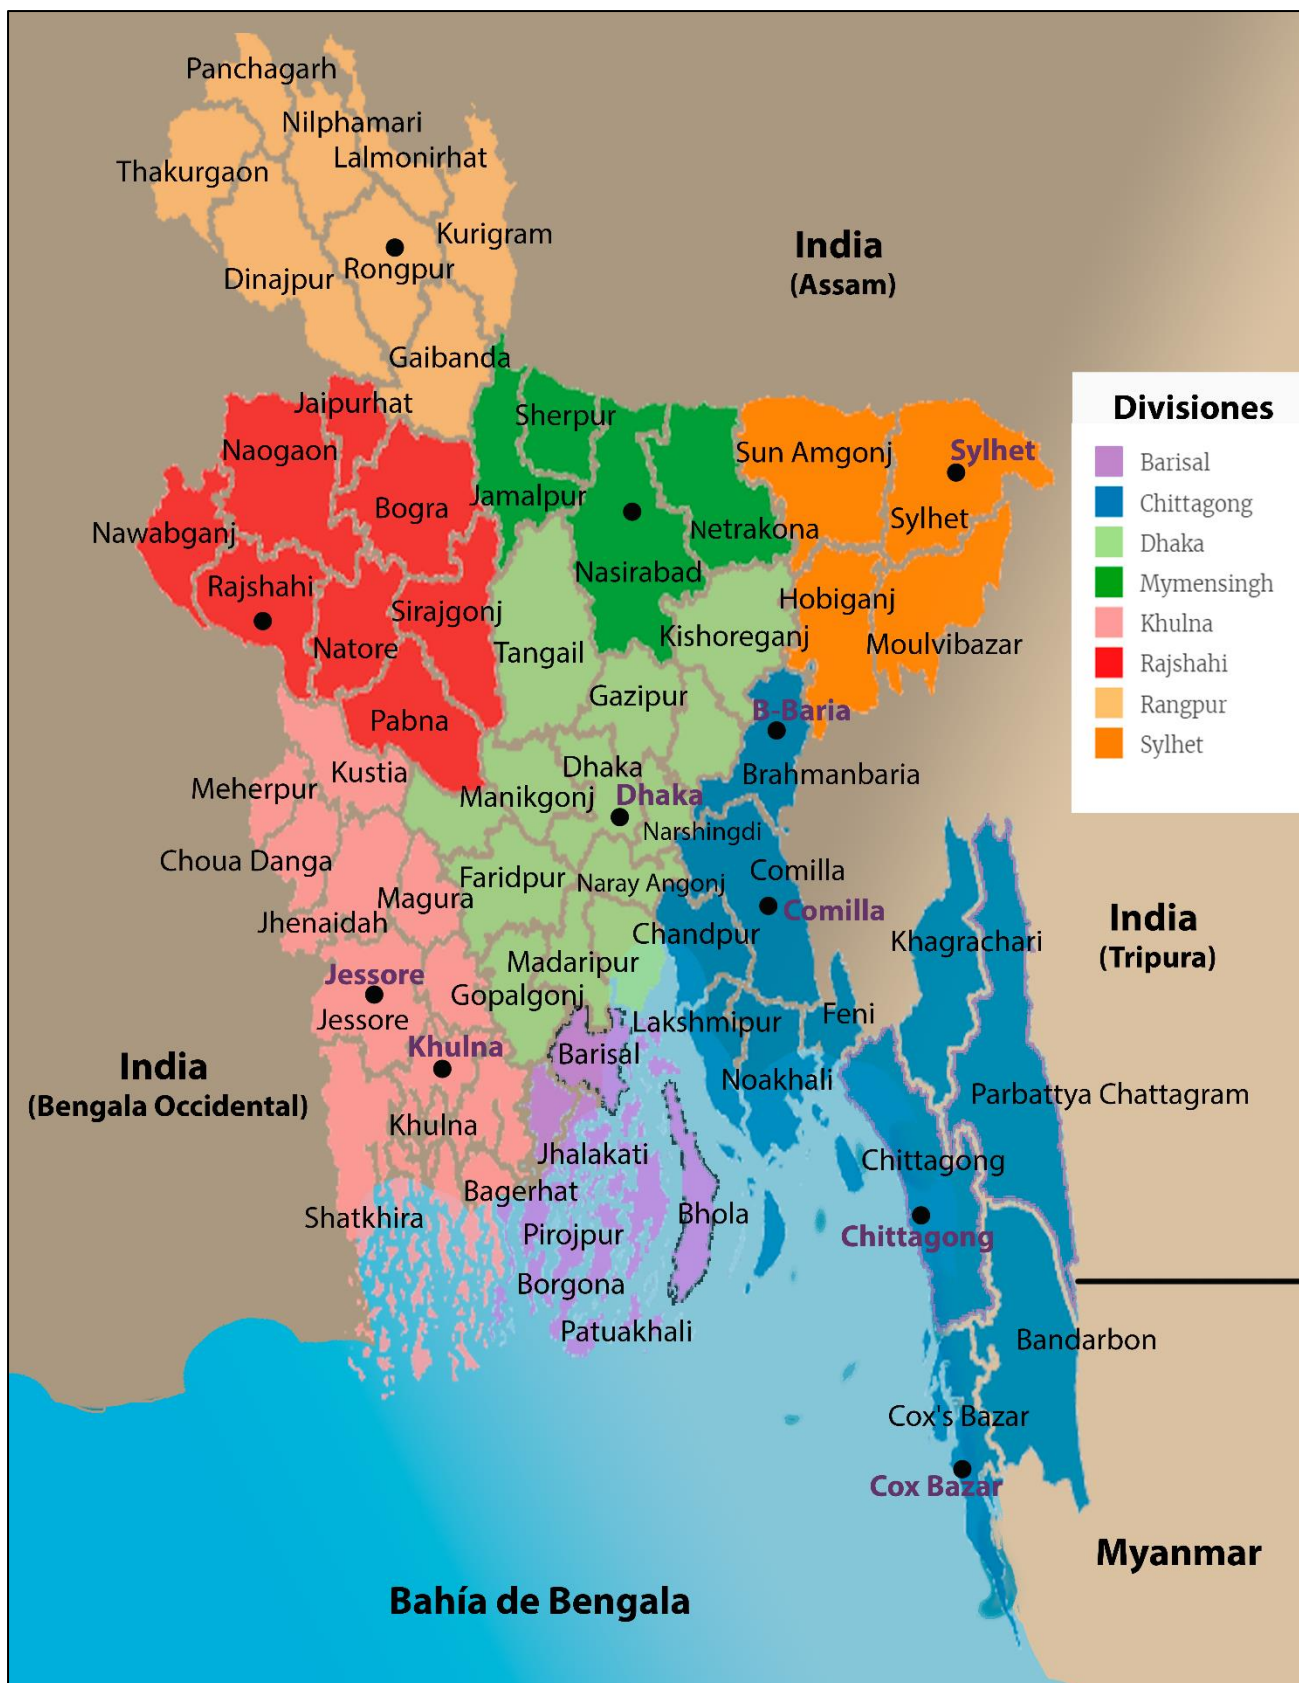 Panchagarh
Nilphamari
Lalmonirhat
Thakurgaon
Kurigram
Rongpur
Dinajpur
Gaibanda
India
(Assam)
Jaipurhat
Naogaon
Bogra
Nawabganj
Rajshahi
Sirajgonj
Natore
Pabna
Sherpur
Jamalpur
Netrakona
Nasirabad
Sun Amgonj
Sylhet
Sylhet
Hobiganj
Moulvibazar
Kishoreganj
Tangail
Gazipur
Dhaka
Manikgonj
Dhaka
Narshingdi
Faridpur
Naray Angonj
Madaripur
Gopalgonj
B-Baria
Brahmanbaria
Comilla
Comilla
Chandpur
Lakshmipur
Feni
Noakhali
Khagrachari
Parbattya Chattagram
Chittagong
Chittagong
Bandarbon
Cox's Bazar
Cox Bazar
Kustia
Meherpur
Choua Danga
Magura
Jhenaidah
Jessore
Jessore
Khulna
Khulna
Bagerhat
Shatkhira
Barisal
Jhalakati
Bhola
Pirojpur
Borgona
Patuakhali
India
(Bengala Occidental)
India
(Tripura)
Myanmar
Bahía de Bengala
Divisiones
Barisal
Chittagong
Dhaka
Mymensingh
Khulna
Rajshahi
Rangpur
Sylhet